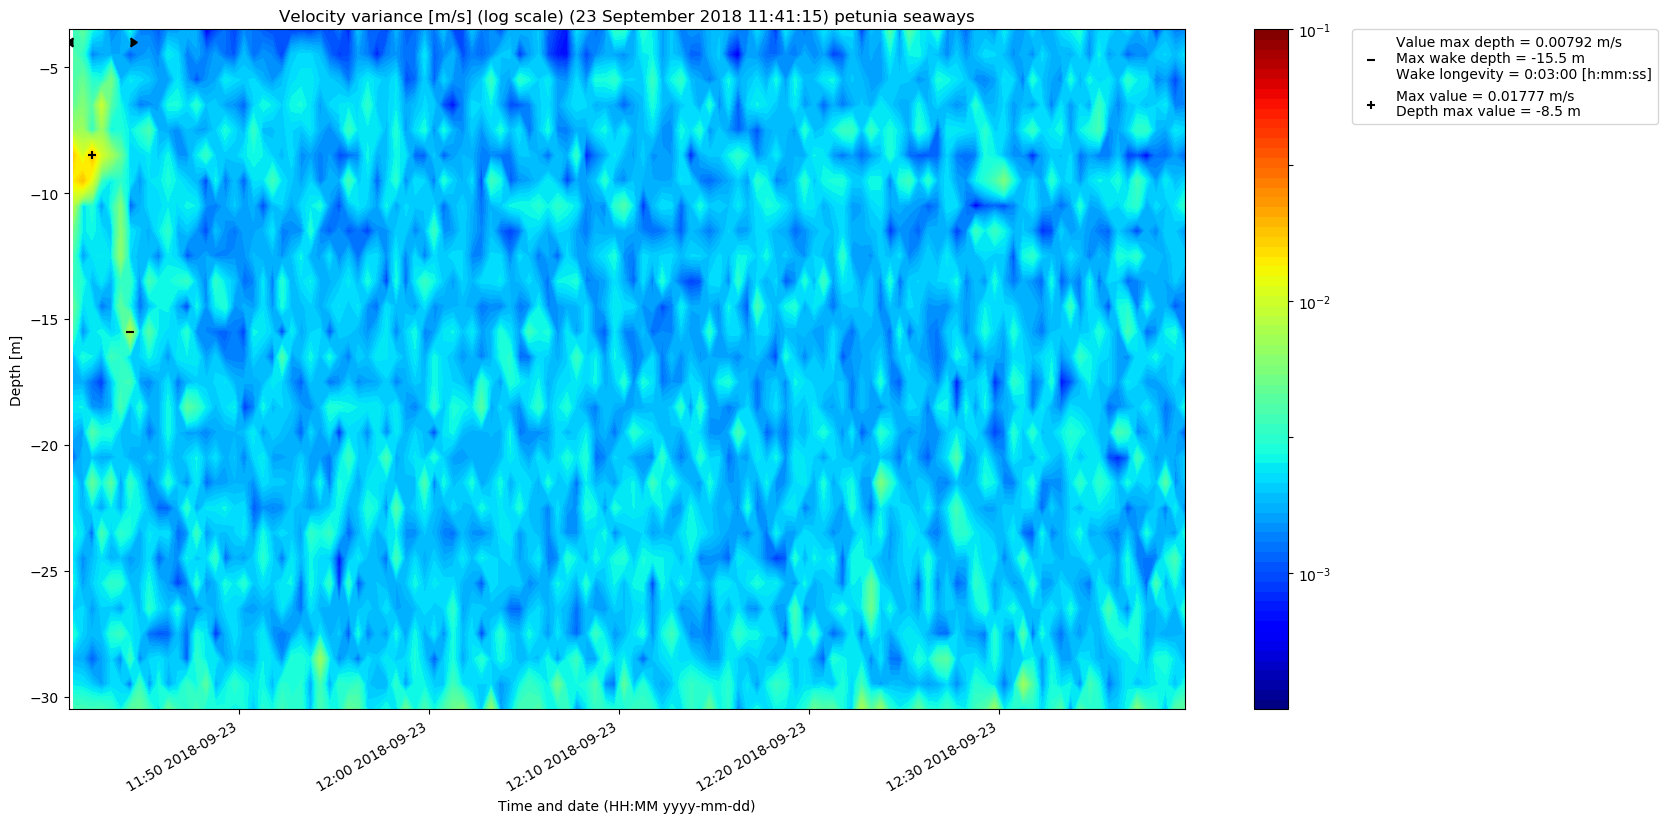 Velocity variance [m/s] (log scale) (23 September 2018 11:41:15) petunia seaways
Depth [m]
−5
−10
−15
−20
−25
−30
11:50 2018-09-23
12:00 2018-09-23
12:10 2018-09-23
12:20 2018-09-23
12:30 2018-09-23
Time and date (HH:MM yyyy-mm-dd)
10⁻¹
10⁻²
10⁻³
Value max depth = 0.00792 m/s
Max wake depth = -15.5 m
Wake longevity = 0:03:00 [h:mm:ss]
Max value = 0.01777 m/s
Depth max value = -8.5 m